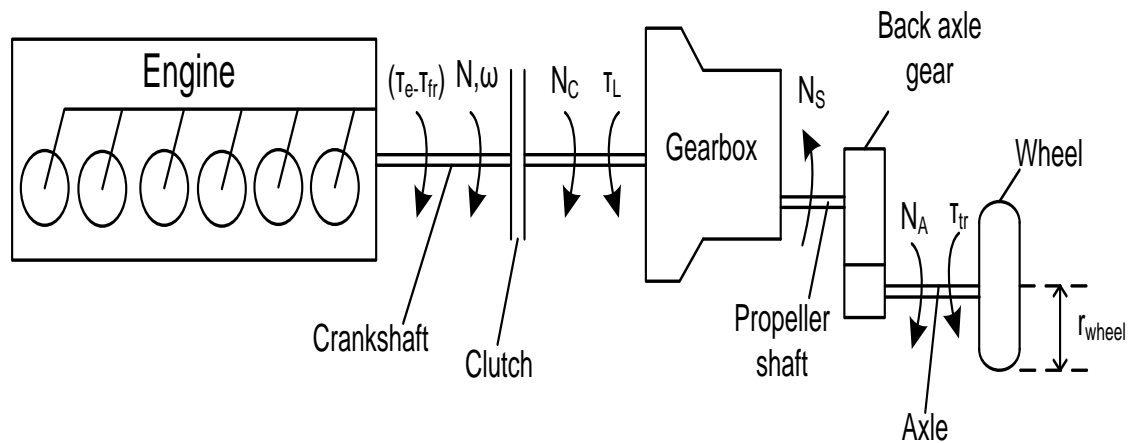 Engine
(τe-τfr)
N,ω
NC
τL
Gearbox
NS
Back axle
gear
Wheel
NA
τtr
rwheel
Crankshaft
Clutch
Propeller
shaft
Axle